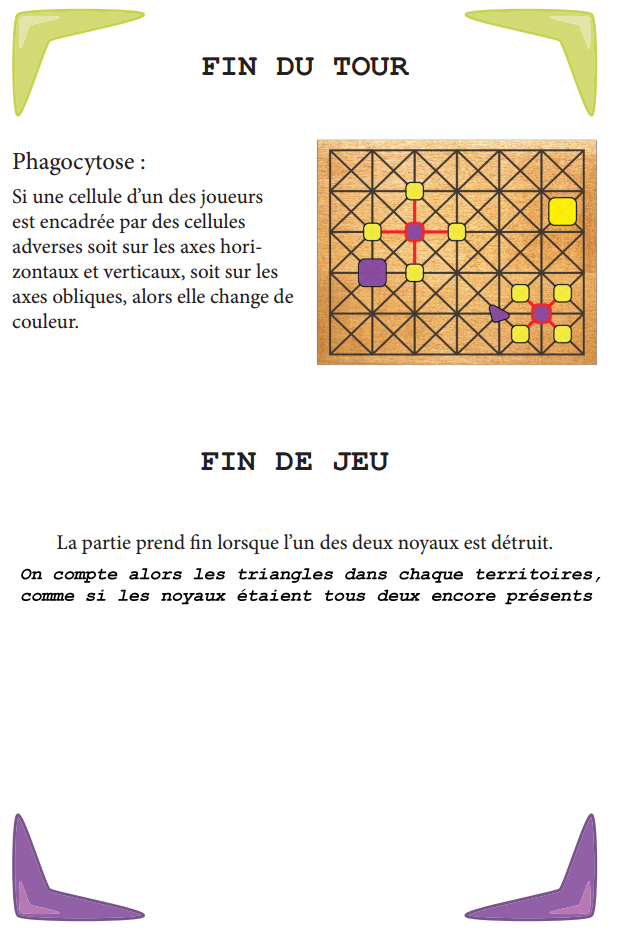 FIN DU TOUR
Phagocytose :
Si une cellule d'un des joueurs
est encadrée par des cellules
adverses soit sur les axes hori-
zontaux et verticaux, soit sur les
axes obliques, alors elle change de
couleur.
FIN DE JEU
La partie prend fin lorsque l'un des deux noyaux est détruit.
On compte alors les triangles dans chaque territoires,
comme si les noyaux étaient tous deux encore présents